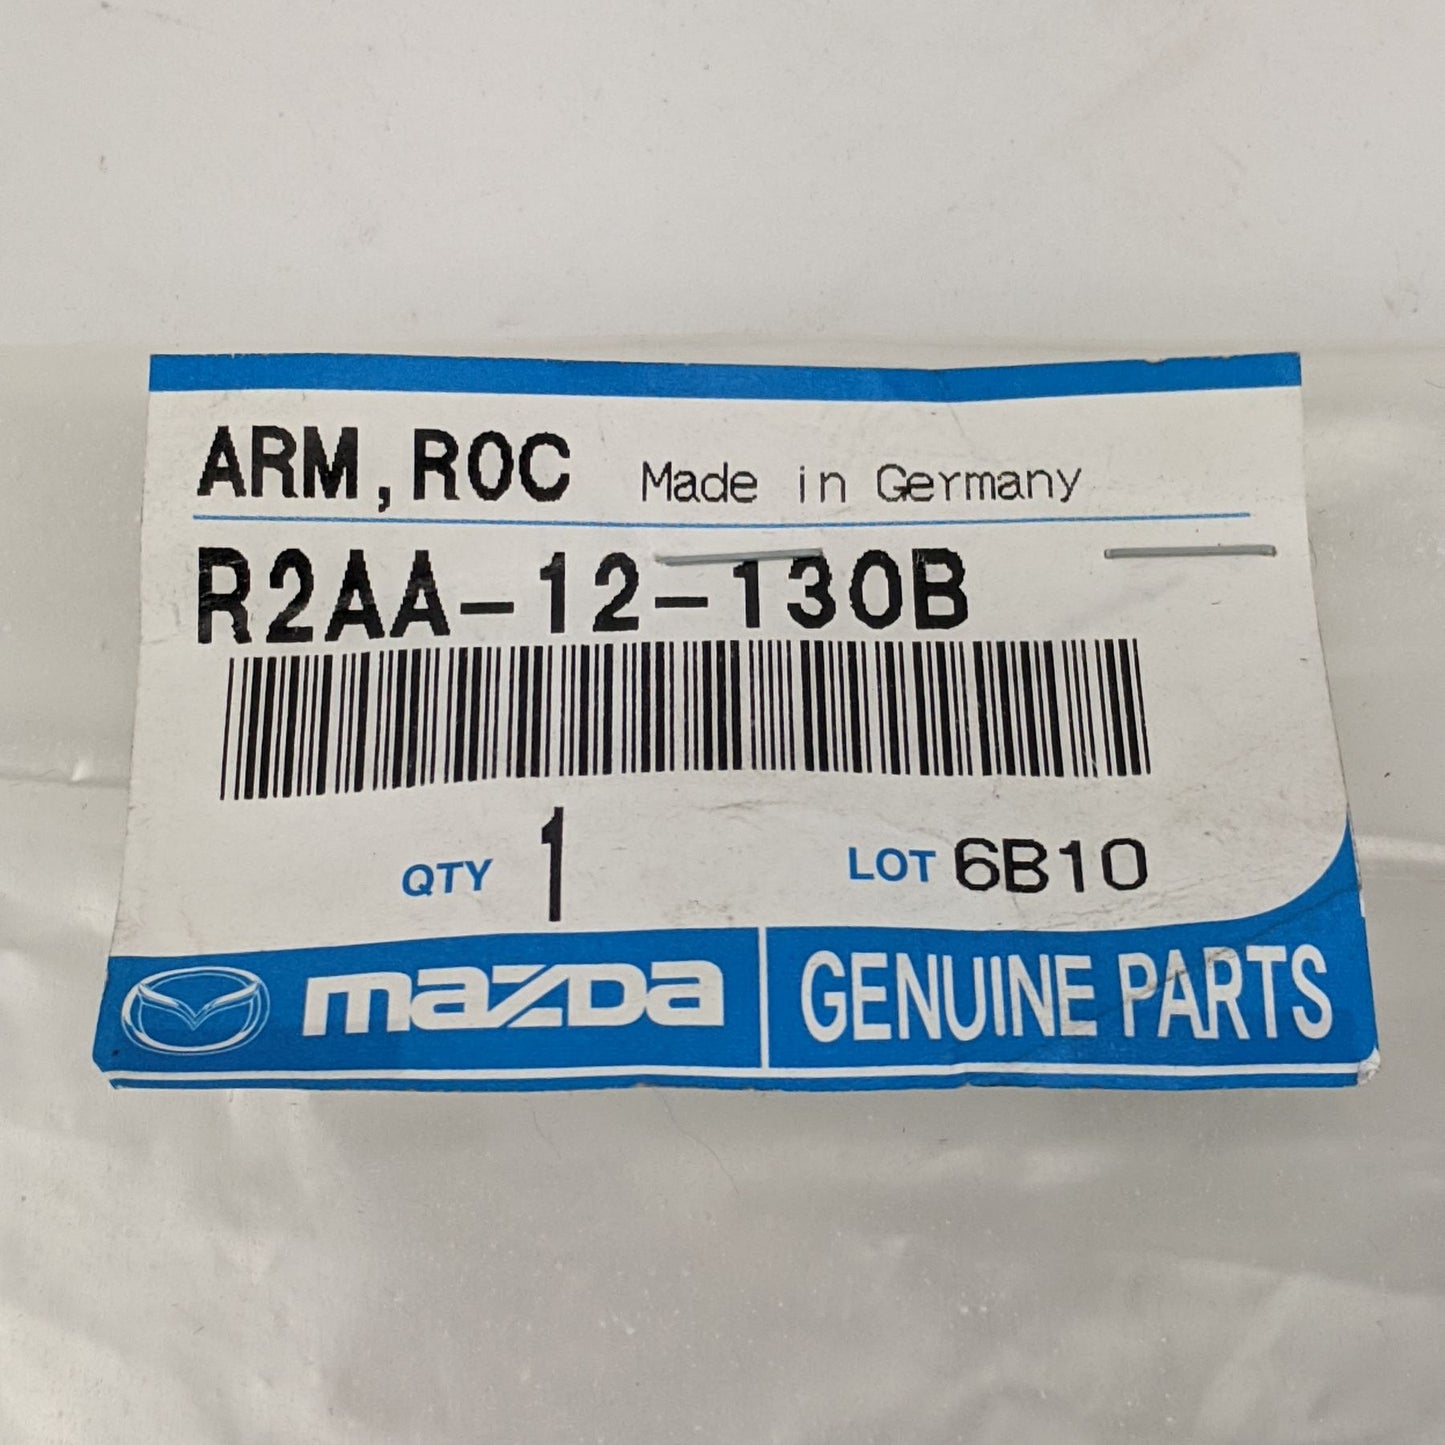 ARM,ROC Made in Germany
R2AA-12-130B
QTY 1 LOT 6B10
mazda GENUINE PARTS